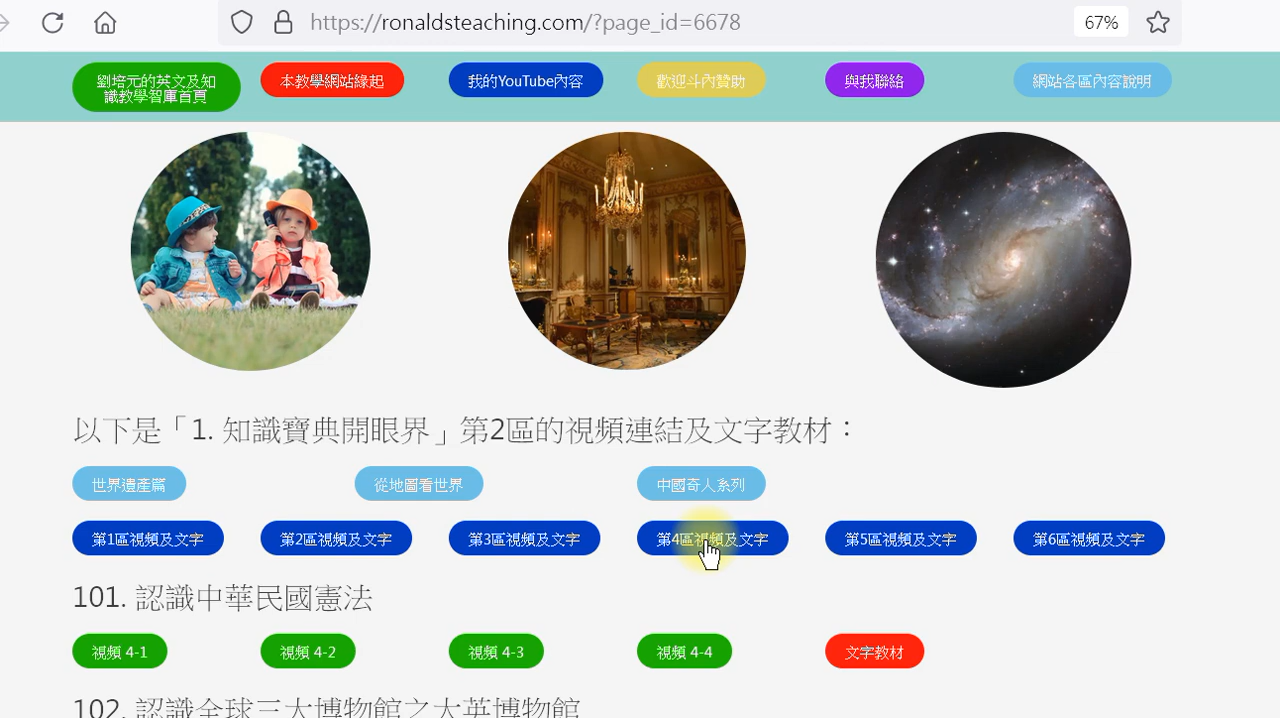 https://ronaldsteaching.com/?page_id=6678
67%
劉培元的英文及知
識教學智庫首頁
本教學網站緣起
我的YouTube內容
歡迎斗內贊助
與我聯絡
網站各區內容說明
以下是「1. 知識寶典開眼界」第2區的視頻連結及文字教材：
世界遺產篇
從地圖看世界
中國奇人系列
第1區視頻及文字
第2區視頻及文字
第3區視頻及文字
第4區視頻及文字
第5區視頻及文字
第6區視頻及文字
101. 認識中華民國憲法
視頻 4-1
視頻 4-2
視頻 4-3
視頻 4-4
文字教材
102. 認識全球三大博物館之大英博物館